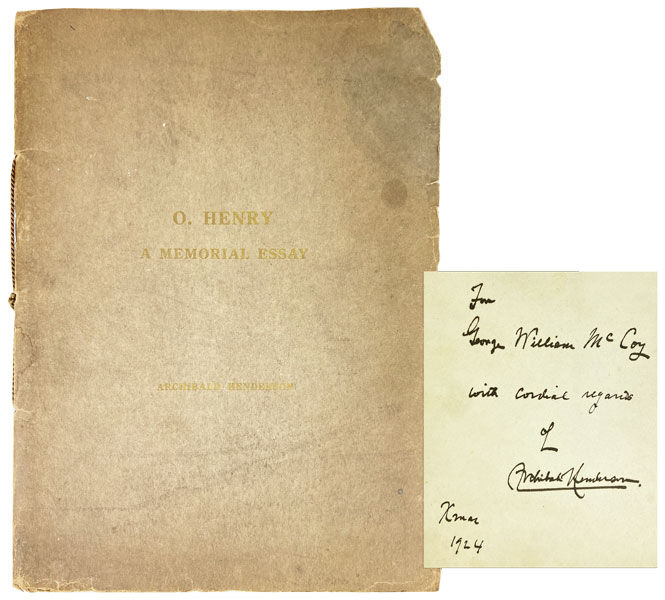 O. HENRY
A MEMORIAL ESSAY
ARCHIBALD HENDERSON
For
George William McCoy
with cordial regards
of
Archibald Henderson.
Xmas
1924